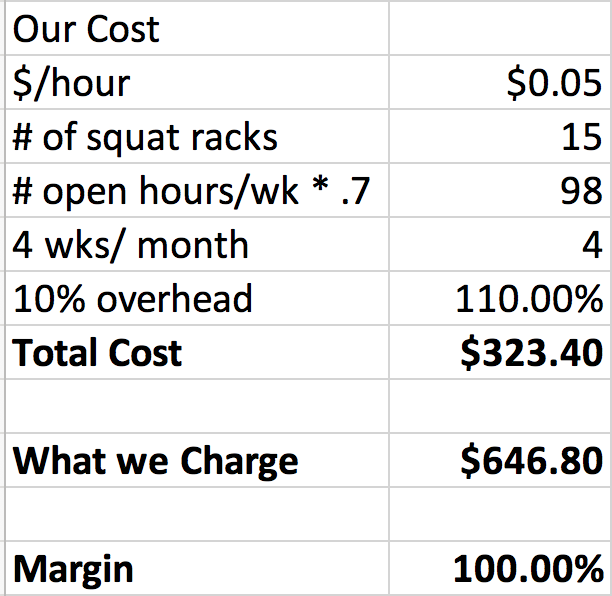 Our Cost
$/hour $0.05
# of squat racks 15
# open hours/wk * .7 98
4 wks/ month 4
10% overhead 110.00%
Total Cost $323.40
What we Charge $646.80
Margin 100.00%